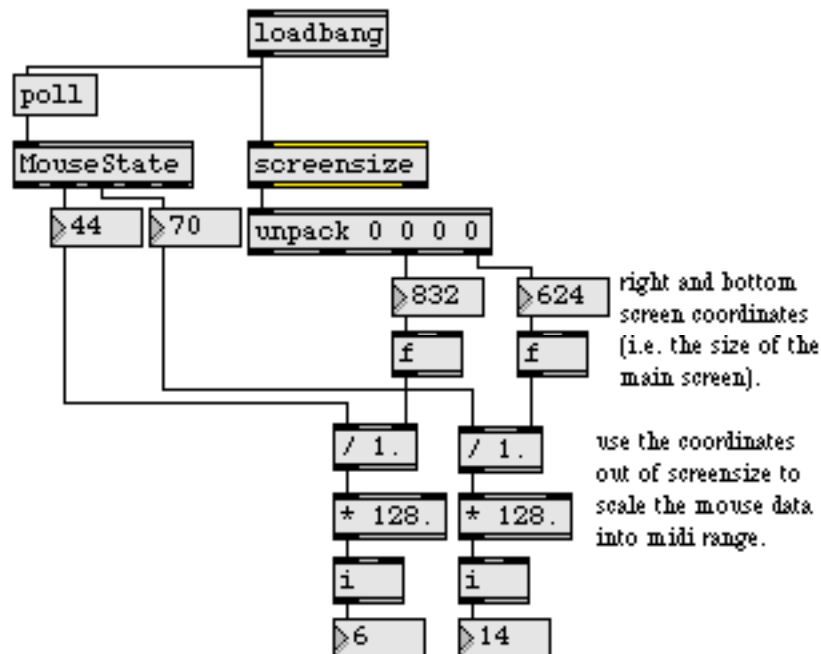 loadbang
poll
MouseState
screensize
44
70
unpack 0 0 0 0
832
624
right and bottom
screen coordinates
(i.e. the size of the
main screen).
f
f
/ 1.
/ 1.
use the coordinates
out of screensize to
scale the mouse data
into midi range.
* 128.
* 128.
i
i
6
14